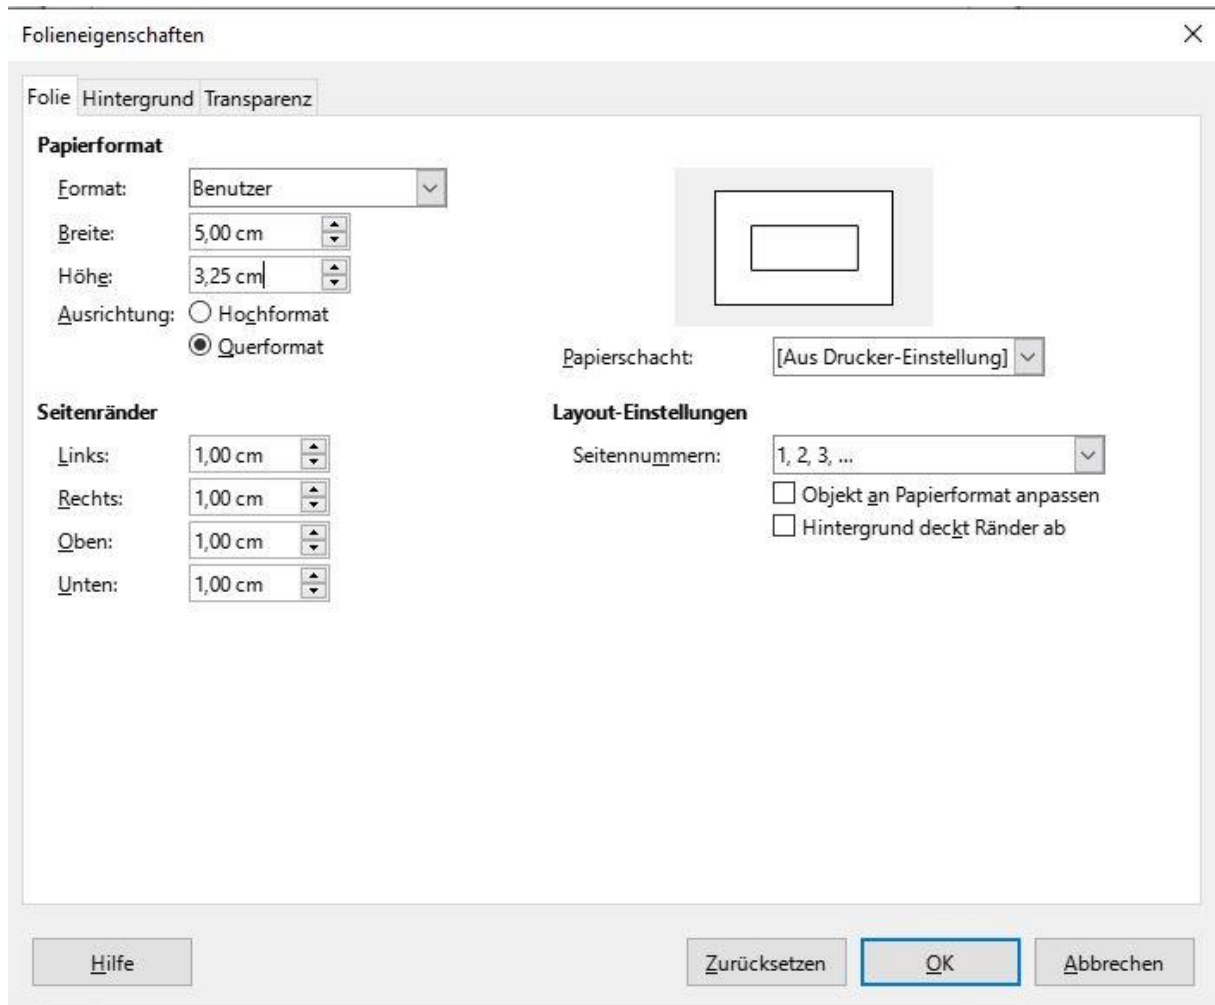 Folieneigenschaften
Folie Hintergrund Transparenz
Papierformat
Format: Benutzer
Breite: 5,00 cm
Höhe: 3,25 cm
Ausrichtung: Hochformat
Querformat
Papierschacht: [Aus Drucker-Einstellung]
Seitenränder
Links: 1,00 cm
Rechts: 1,00 cm
Oben: 1,00 cm
Unten: 1,00 cm
Layout-Einstellungen
Seitennummern: 1, 2, 3, ...
Objekt an Papierformat anpassen
Hintergrund deckt Ränder ab
Hilfe Zurücksetzen OK Abbrechen